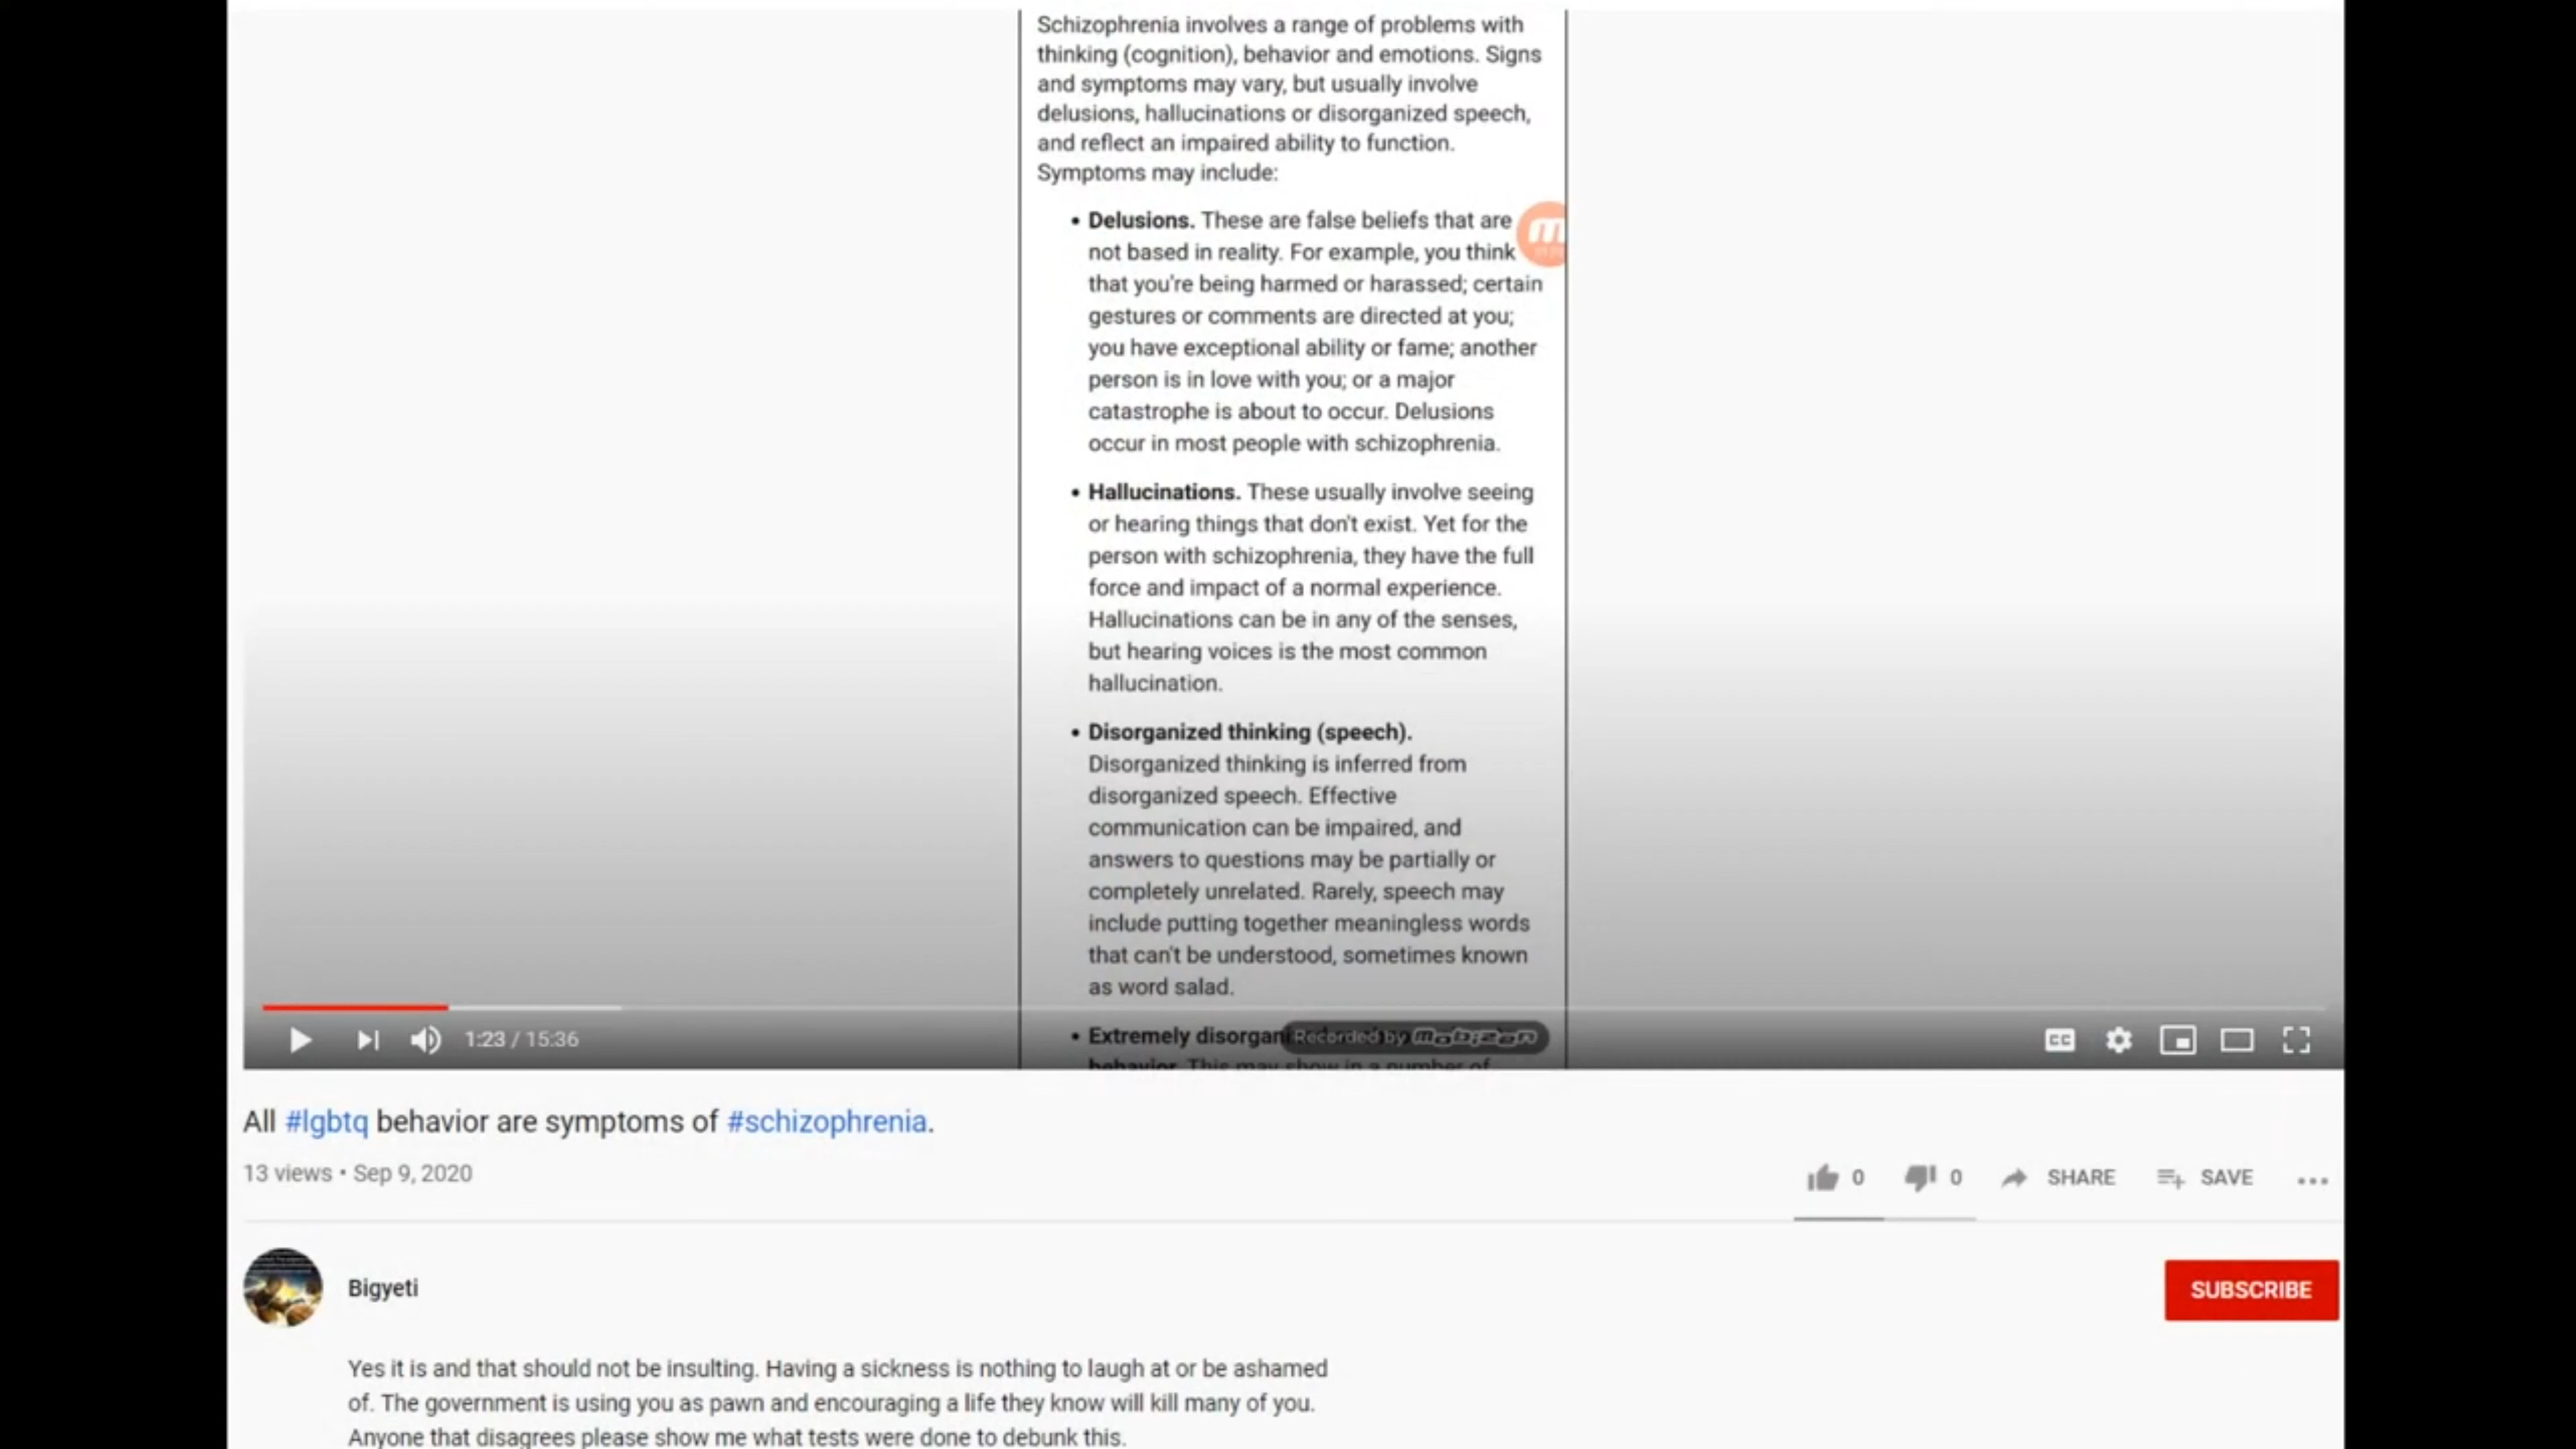 Schizophrenia involves a range of problems with
thinking (cognition), behavior and emotions. Signs
and symptoms may vary, but usually involve
delusions, hallucinations or disorganized speech,
and reflect an impaired ability to function.
Symptoms may include:
• Delusions. These are false beliefs that are
not based in reality. For example, you think
that you're being harmed or harassed; certain
gestures or comments are directed at you;
you have exceptional ability or fame; another
person is in love with you; or a major
catastrophe is about to occur. Delusions
occur in most people with schizophrenia.
• Hallucinations. These usually involve seeing
or hearing things that don't exist. Yet for the
person with schizophrenia, they have the full
force and impact of a normal experience.
Hallucinations can be in any of the senses,
but hearing voices is the most common
hallucination.
• Disorganized thinking (speech).
Disorganized thinking is inferred from
disorganized speech. Effective
communication can be impaired, and
answers to questions may be partially or
completely unrelated. Rarely, speech may
include putting together meaningless words
that can't be understood, sometimes known
as word salad.
• Extremely
Recorded by mobizen
behavior. This may show in a number of
1:23 / 15:36
CC
All #lgbtq behavior are symptoms of #schizophrenia.
13 views • Sep 9, 2020
0 0 SHARE SAVE
Bigyeti
SUBSCRIBE
Yes it is and that should not be insulting. Having a sickness is nothing to laugh at or be ashamed
of. The government is using you as pawn and encouraging a life they know will kill many of you.
Anyone that disagrees please show me what tests were done to debunk this.